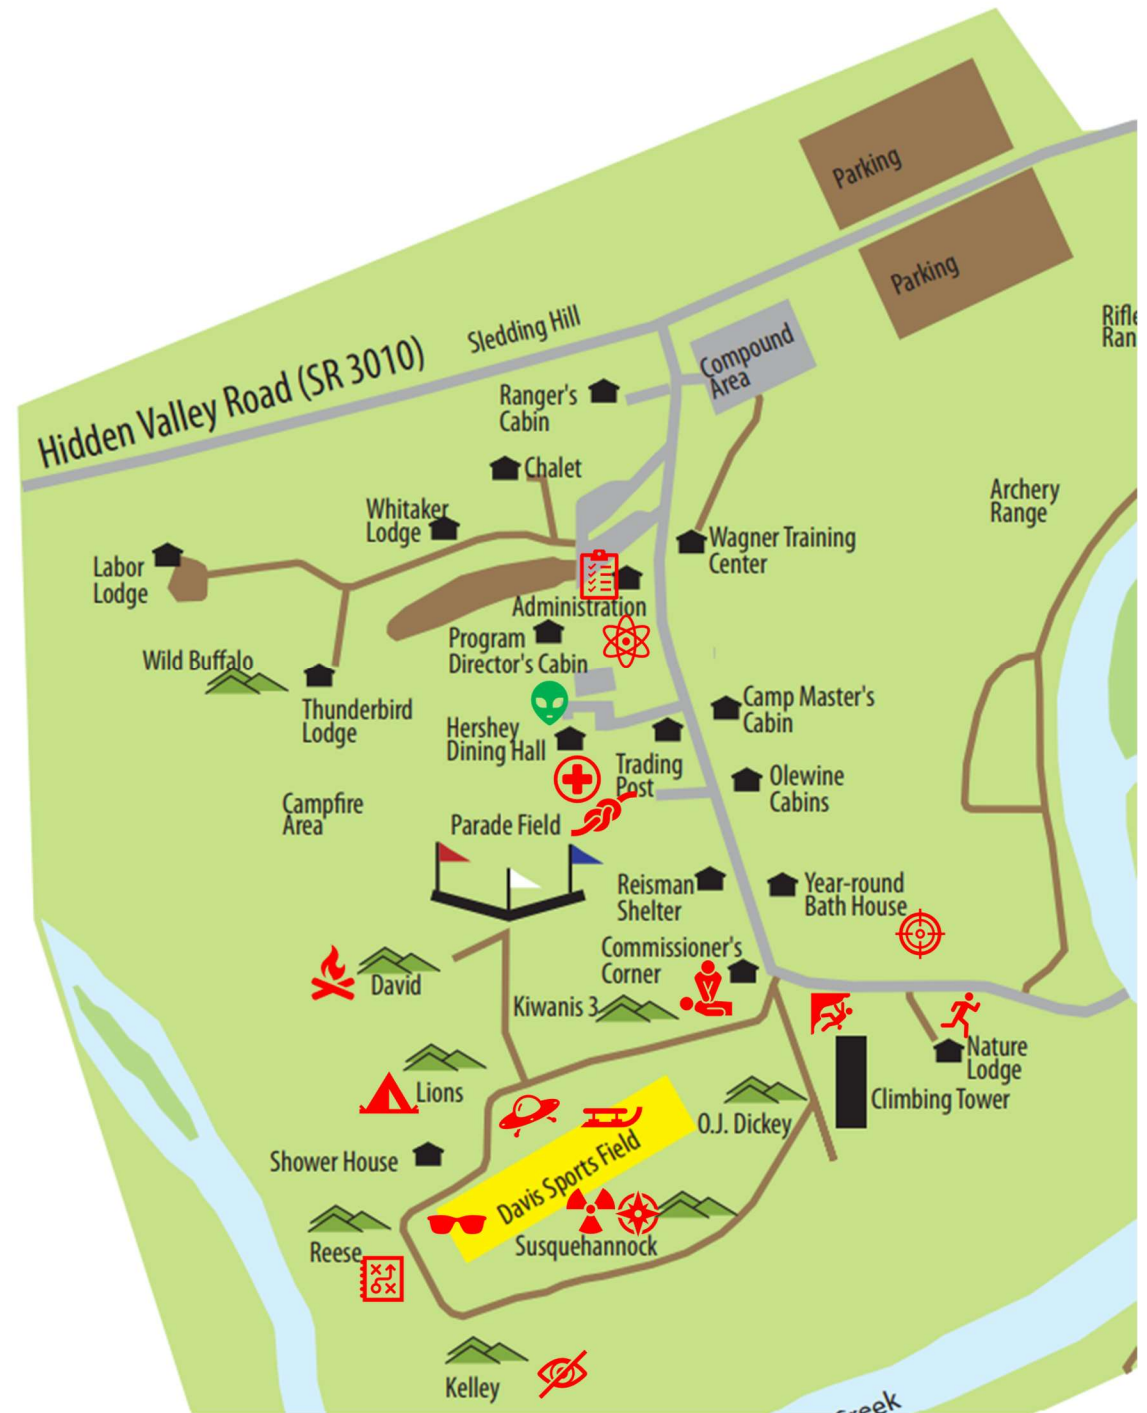 Parking
Parking
Sledding Hill
Hidden Valley Road (SR 3010)
Compound
Area
Ranger's
Cabin
Chalet
Whitaker
Lodge
Labor
Lodge
Archery
Range
Wagner Training
Center
Administration
Program
Director's Cabin
Wild Buffalo
Thunderbird
Lodge
Camp Master's
Cabin
Hershey
Dining Hall
Trading
Post
Olewine
Cabins
Campfire
Area
Parade Field
Reisman
Shelter
Year-round
Bath House
Commissioner's
Corner
David
Kiwanis 3
Nature
Lodge
Lions
Climbing Tower
O.J. Dickey
Shower House
Davis Sports Field
Reese
Susquehannock
Kelley